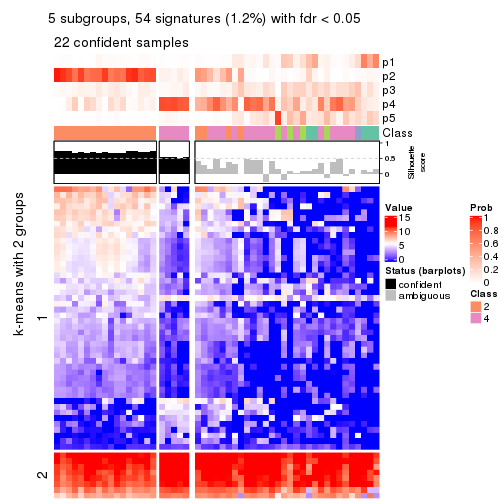 5 subgroups, 54 signatures (1.2%) with fdr < 0.05
22 confident samples
p1
p2
p3
p4
p5
Class
1
0.5
0
Silhouette
score
k-means with 2 groups
1
2
Value
15
10
5
0
Status (barplots)
confident
ambiguous
Prob
1
0.8
0.6
0.4
0.2
0
Class
2
4